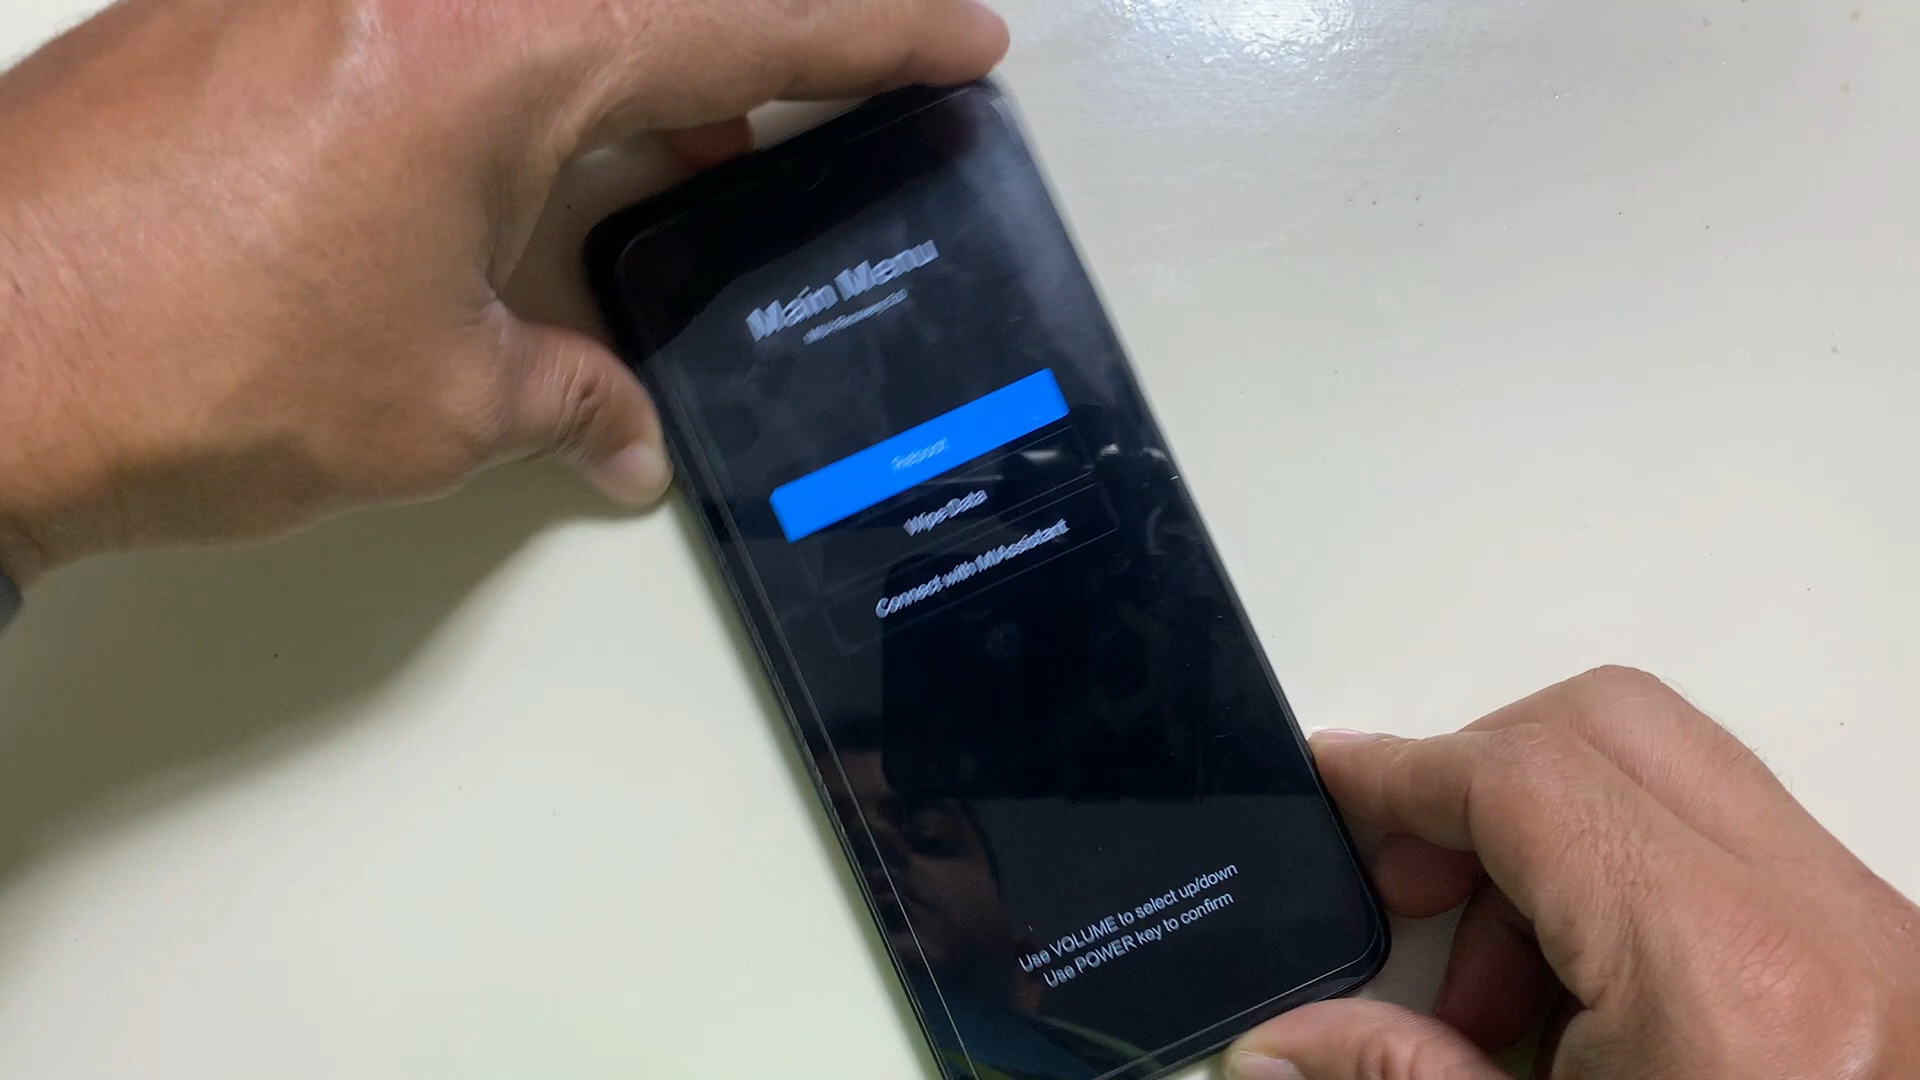 Main Menu
Reboot
Wipe Data
Connect with MIAssistant
Use VOLUME to select up/down
Use POWER key to confirm